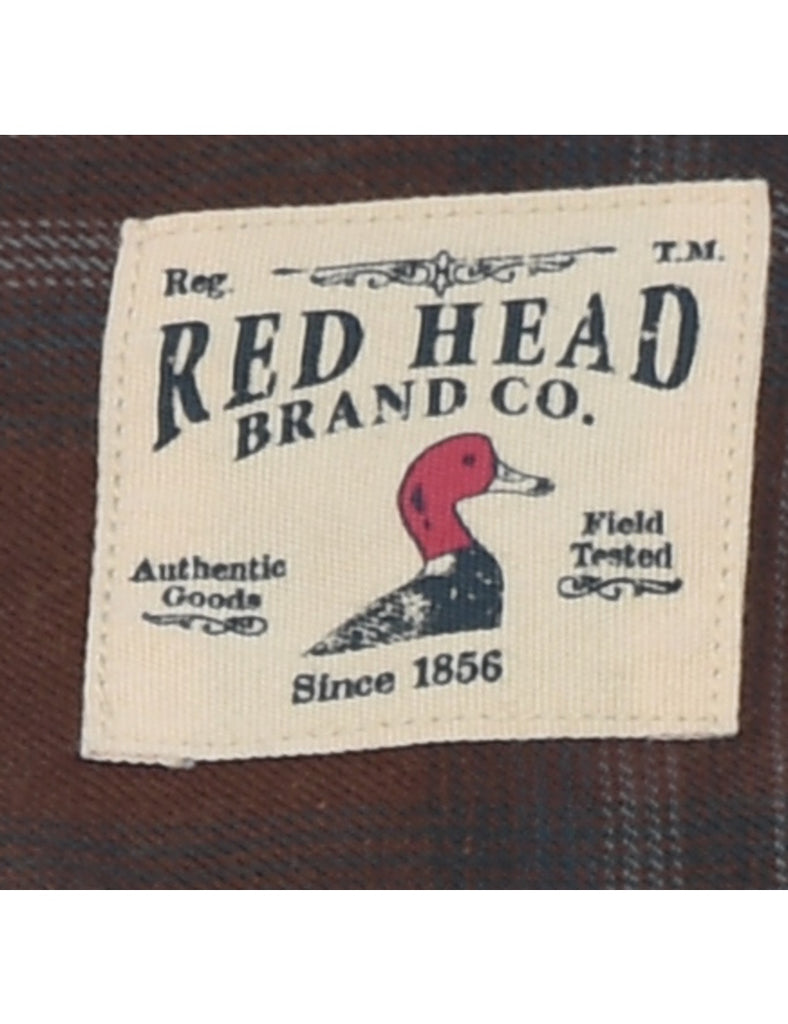 Reg. T.M.
RED HEAD
BRAND CO.
Field
Tested
Authentic
Goods
Since 1856